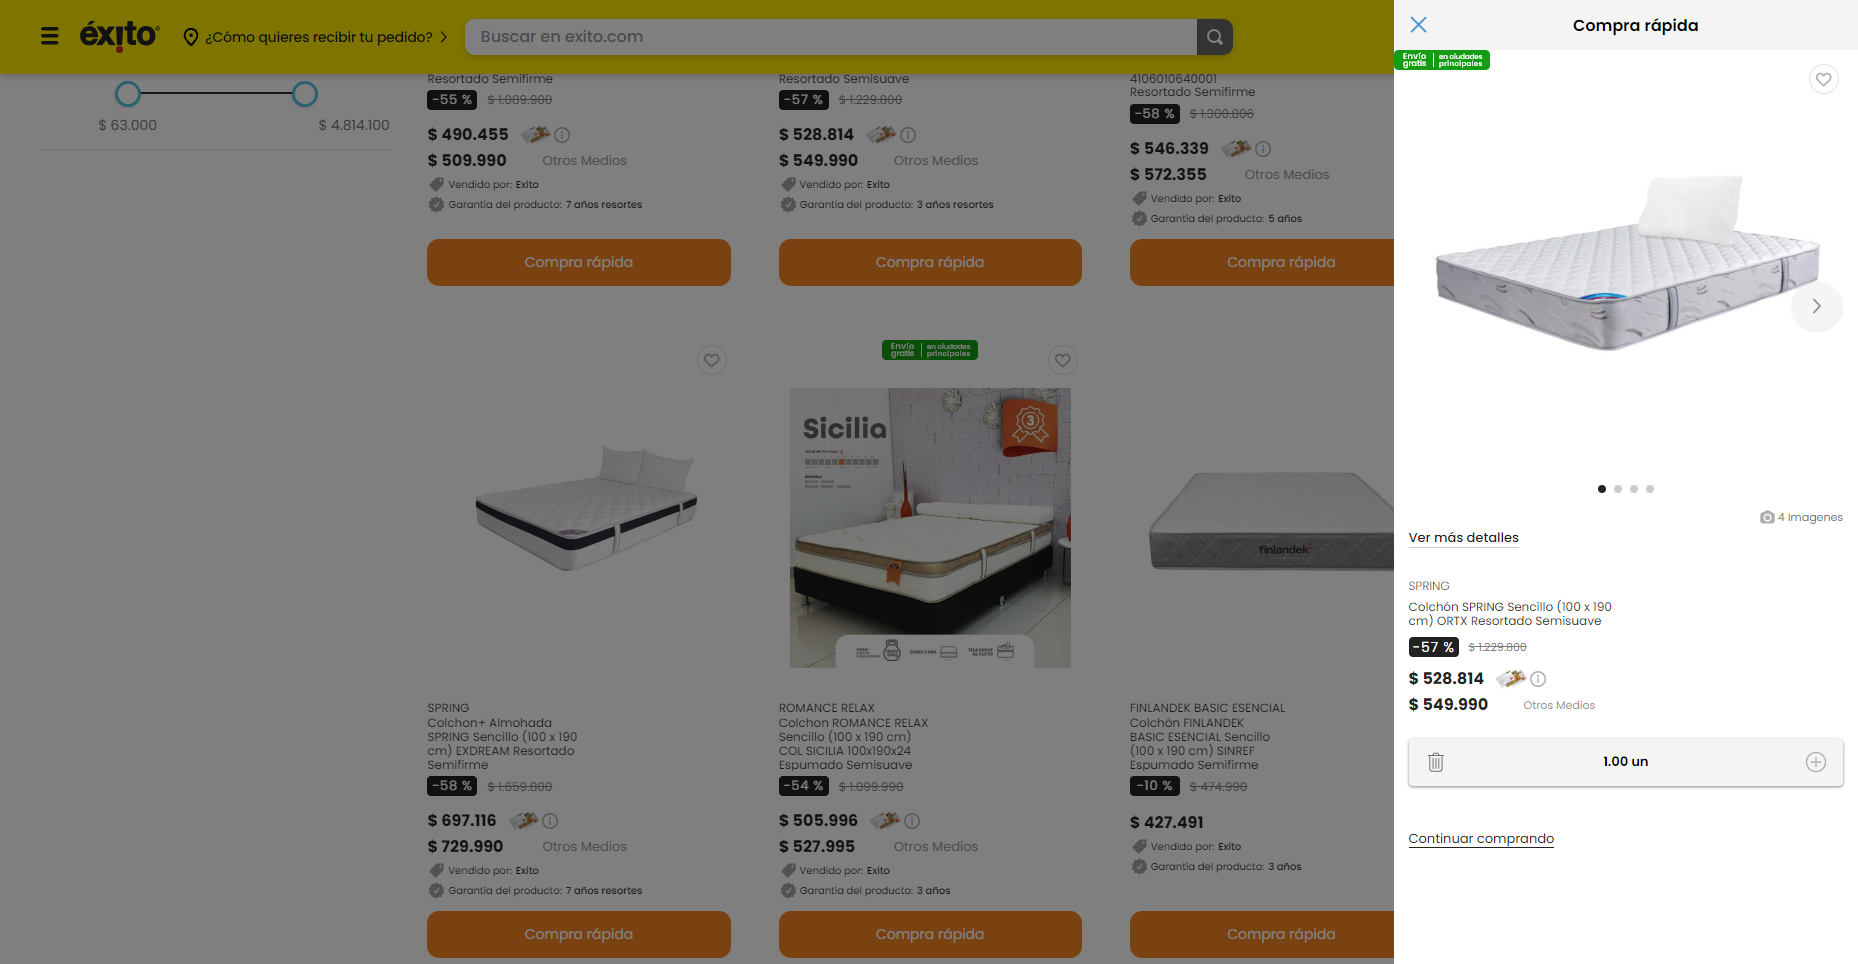 éxito
¿Cómo quieres recibir tu pedido?
Buscar en exito.com
$ 63.000
$ 4.814.100
Resortado Semifirme
-55 %
$ 1.089.900
$ 490.455
$ 509.990
Otros Medios
Vendido por: Exito
Garantía del producto: 7 años resortes
Compra rápida
Resortado Semisuave
-57 %
$ 1.229.800
$ 528.814
$ 549.990
Otros Medios
Vendido por: Exito
Garantía del producto: 3 años resortes
Compra rápida
4106010640001
Resortado Semifirme
-58 %
$ 1.300.806
$ 546.339
$ 572.355
Otros Medios
Vendido por: Exito
Garantía del producto: 5 años
Compra rápida
SPRING
Colchon+ Almohada
SPRING Sencillo (100 x 190
cm) EXDREAM Resortado
Semifirme
-58 %
$ 1.659.800
$ 697.116
$ 729.990
Otros Medios
Vendido por: Exito
Garantía del producto: 7 años resortes
Compra rápida
Envío gratis
en ciudades principales
Sicilia
3
ROMANCE RELAX
Colchon ROMANCE RELAX
Sencillo (100 x 190 cm)
COL SICILIA 100x190x24
Espumado Semisuave
-54 %
$ 1.099.990
$ 505.996
$ 527.995
Otros Medios
Vendido por: Exito
Garantía del producto: 3 años
Compra rápida
finlandek
FINLANDEK BASIC ESENCIAL
Colchón FINLANDEK
BASIC ESENCIAL Sencillo
(100 x 190 cm) SINREF
Espumado Semifirme
-10 %
$ 474.990
$ 427.491
Vendido por: Exito
Garantía del producto: 3 años
Compra rápida
Compra rápida
Envío gratis
en ciudades principales
4 Imagenes
Ver más detalles
SPRING
Colchón SPRING Sencillo (100 x 190
cm) ORTX Resortado Semisuave
-57 %
$ 1.229.800
$ 528.814
$ 549.990
Otros Medios
1.00 un
Continuar comprando